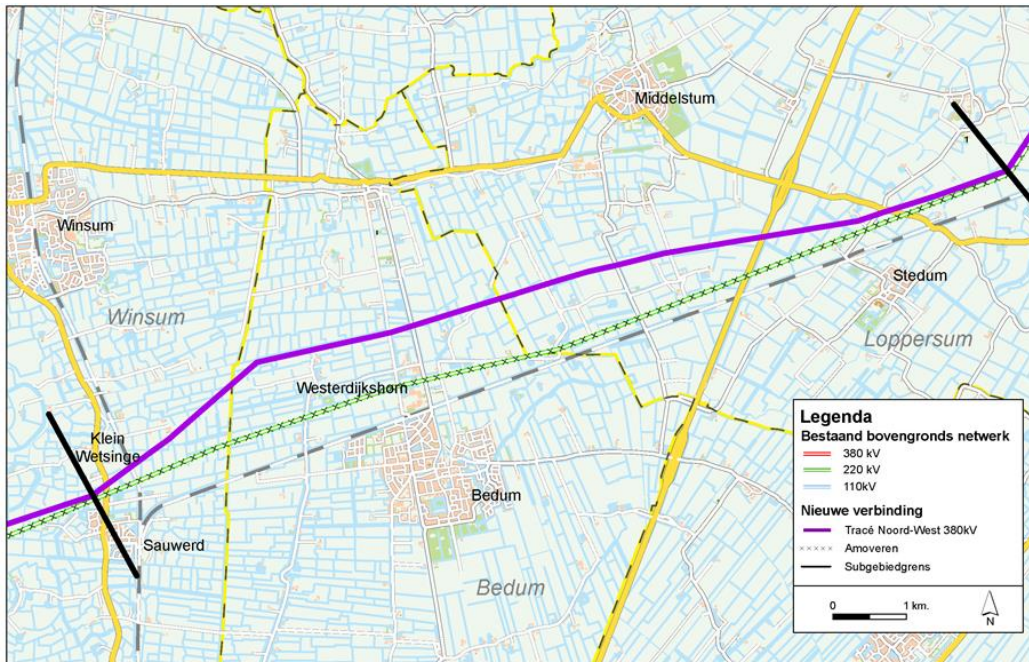 Middelstum
Winsum
Winsum
Stedum
Loppersum
Westerdijkshorn
Klein
Wetsinge
Bedum
Sauwerd
Bedum
Legenda
Bestaand bovengronds netwerk
380 kV
220 kV
110kV
Nieuwe verbinding
Tracé Noord-West 380kV
Amoveren
Subgebiedgrens
0 1 km.
N